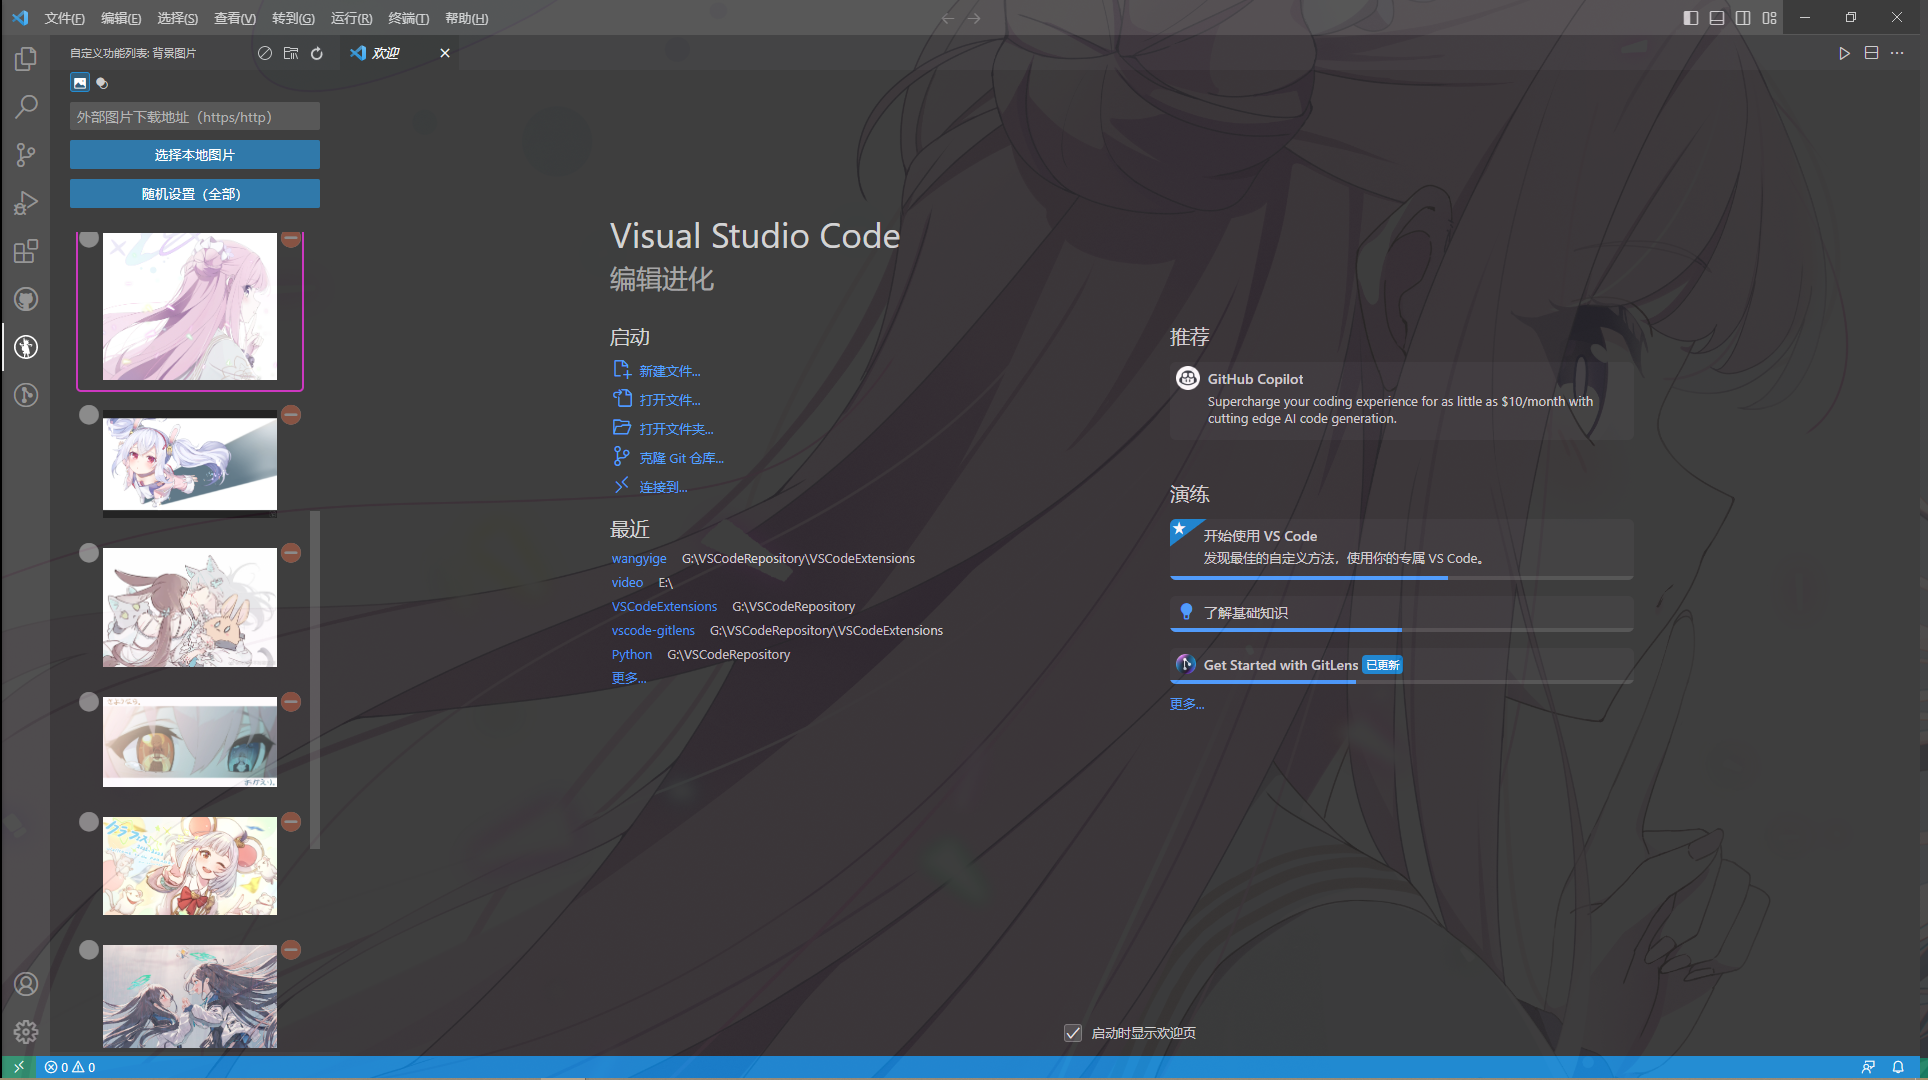 文件(F) 编辑(E) 选择(S) 查看(V) 转到(G) 运行(R) 终端(T) 帮助(H)
自定义功能列表: 背景图片
欢迎
外部图片下载地址（https/http）
选择本地图片
随机设置（全部）
Visual Studio Code
编辑进化
启动
新建文件...
打开文件...
打开文件夹...
克隆 Git 仓库...
连接到...
最近
wangyige G:\VSCodeRepository\VSCodeExtensions
video E:\
VSCodeExtensions G:\VSCodeRepository
vscode-gitlens G:\VSCodeRepository\VSCodeExtensions
Python G:\VSCodeRepository
更多...
推荐
GitHub Copilot
Supercharge your coding experience for as little as $10/month with
cutting edge AI code generation.
演练
开始使用 VS Code
发现最佳的自定义方法，使用你的专属 VS Code。
了解基础知识
Get Started with GitLens 已更新
更多...
启动时显示欢迎页
0 0